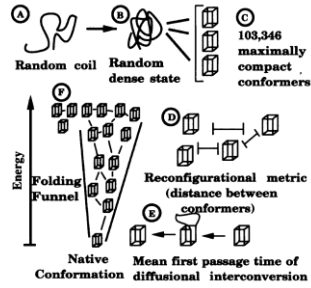 A
B
C
Random coil
Random
dense state
103,346
maximally
compact
conformers
F
D
Energy
Folding
Funnel
Reconfigurational metric
(distance between
conformers)
E
Native
Conformation
Mean first passage time of
diffusional interconversion